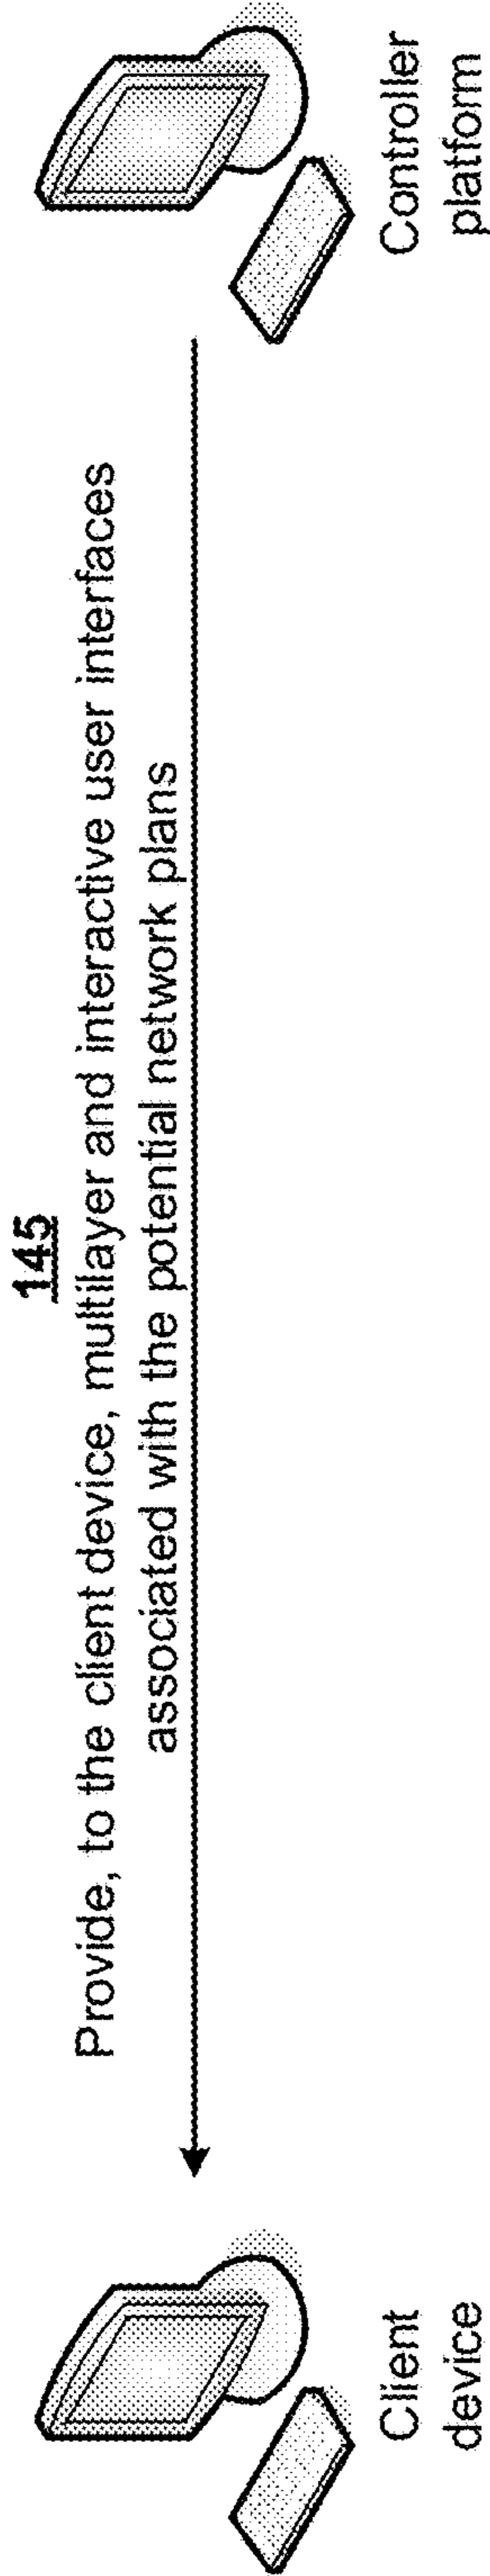 145
Provide, to the client device, multilayer and interactive user interfaces
associated with the potential network plans
Client
device
Controller
platform